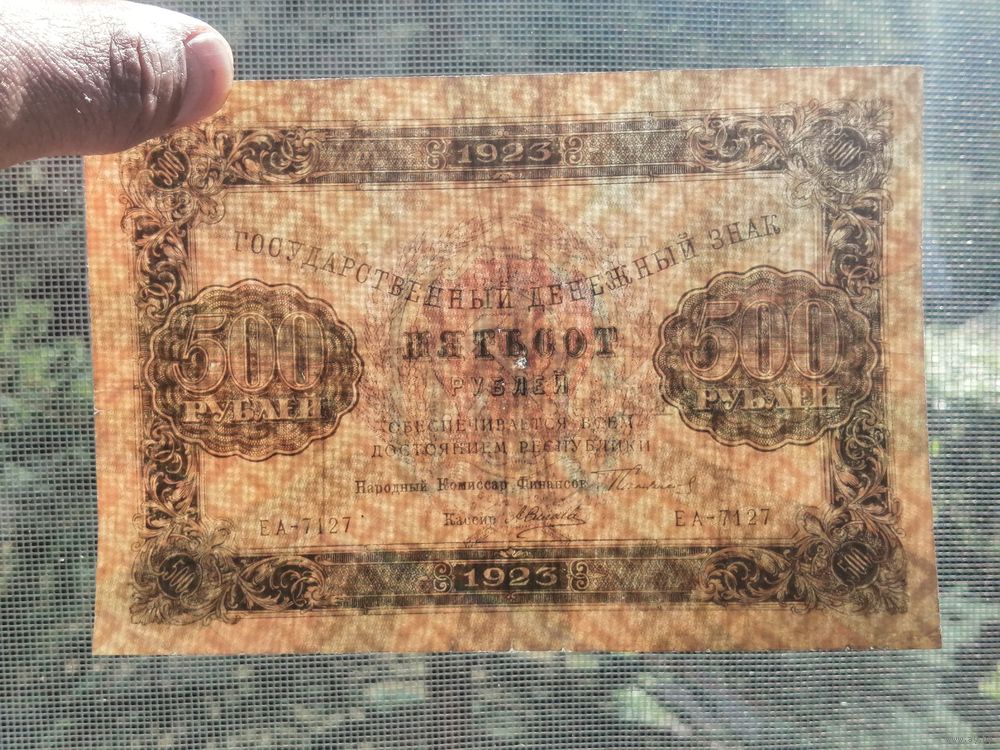 1923
ГОСУДАРСТВЕННЫЙ ДЕНЕЖНЫЙ ЗНАК
500 РУБЛЕЙ
ПЯТЬСОТ
РУБЛЕЙ
500 РУБЛЕЙ
ОБЕСПЕЧИВАЕТСЯ ВСЕМ
ДОСТОЯНИЕМ РЕСПУБЛИКИ
Народный Комиссар Финансов
Кассир
ЕА-7127
ЕА-7127
500
1923
500